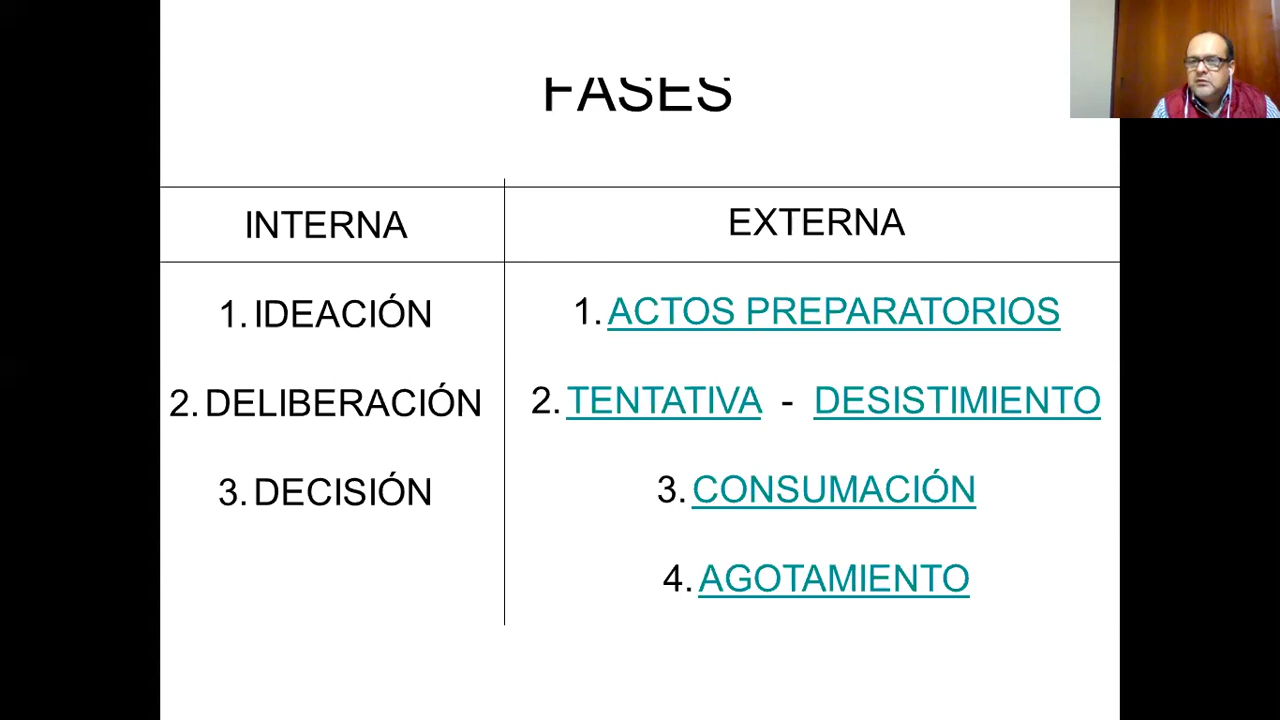 FASES
INTERNA
EXTERNA
1. IDEACIÓN
1. ACTOS PREPARATORIOS
2. DELIBERACIÓN
2. TENTATIVA - DESISTIMIENTO
3. DECISIÓN
3. CONSUMACIÓN
4. AGOTAMIENTO